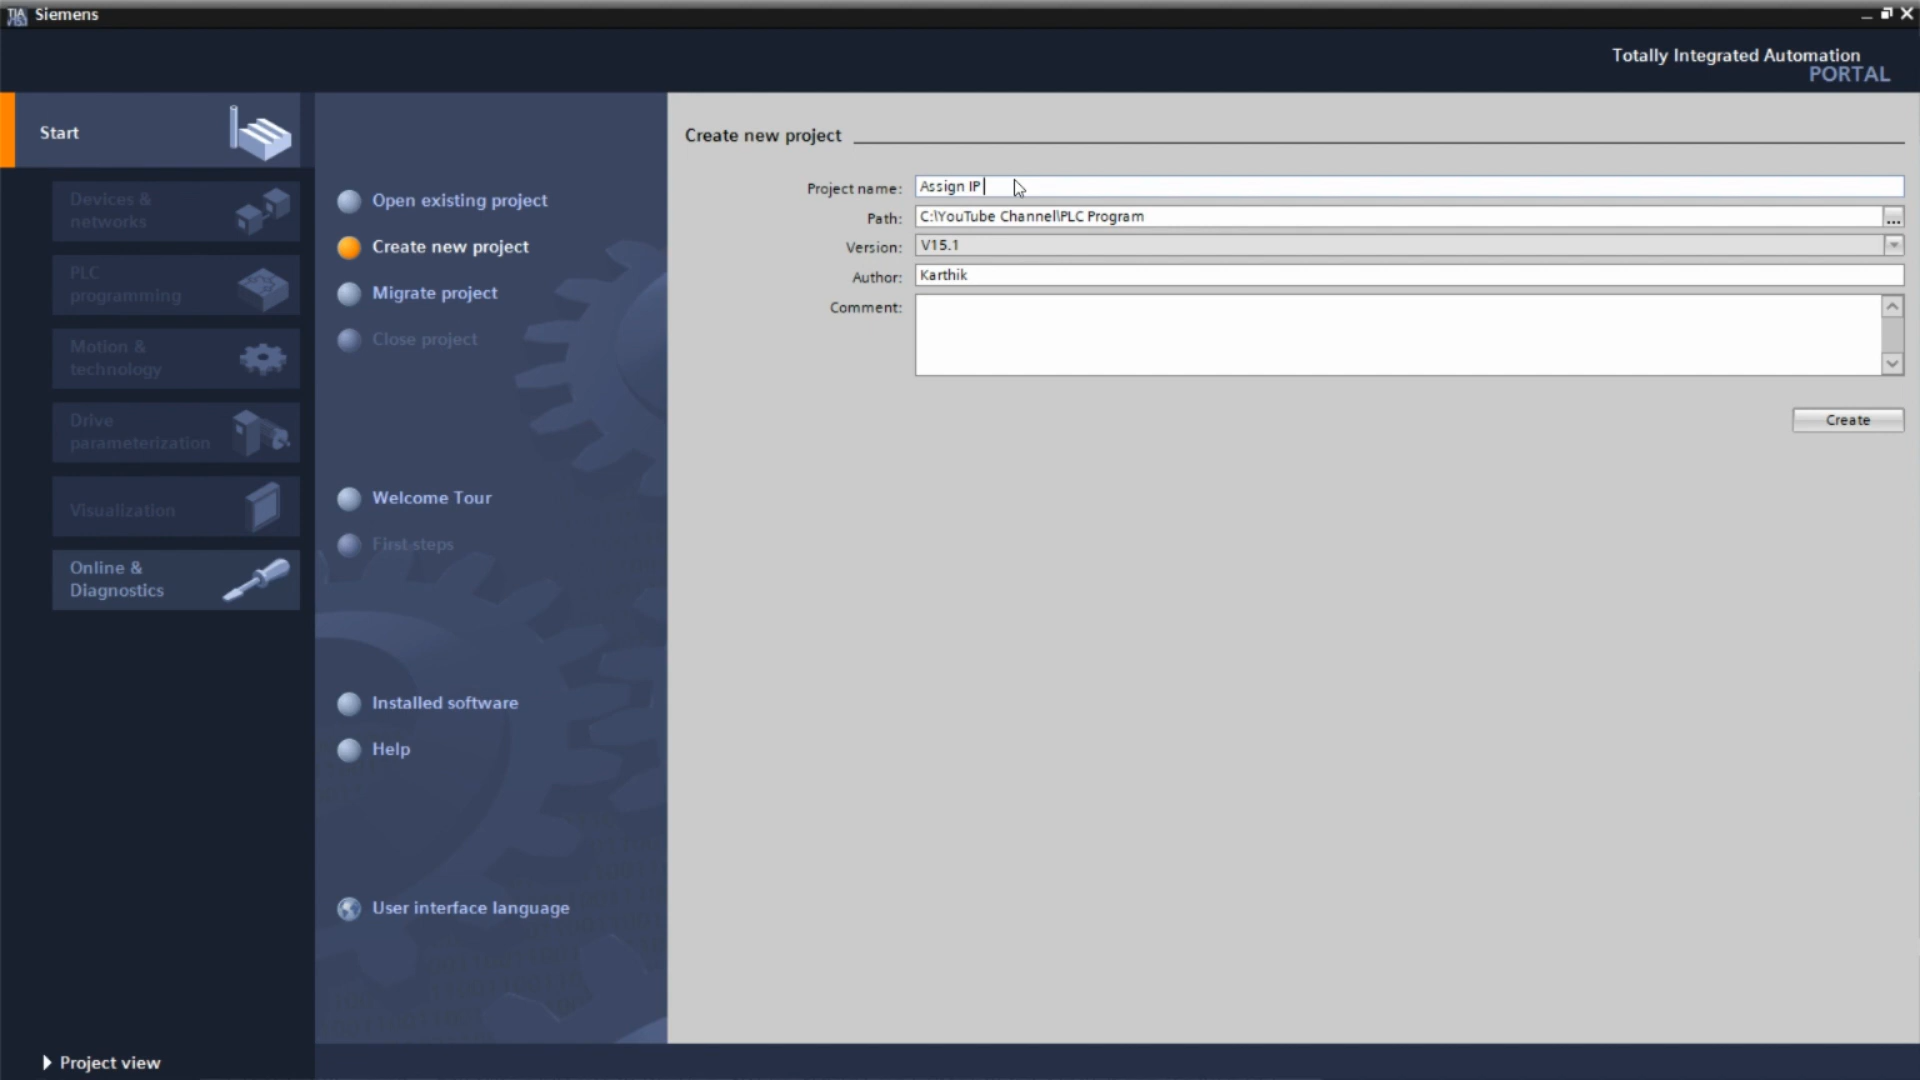 Siemens
Totally Integrated Automation
PORTAL
Start
Devices &
networks
PLC
programming
Motion &
technology
Drive
parameterization
Visualization
Online &
Diagnostics
Project view
Open existing project
Create new project
Migrate project
Close project
Welcome Tour
First steps
Installed software
Help
User interface language
Create new project
Project name: Assign IP
Path: C:\YouTube Channel\PLC Program ...
Version: V15.1
Author: Karthik
Comment:
Create